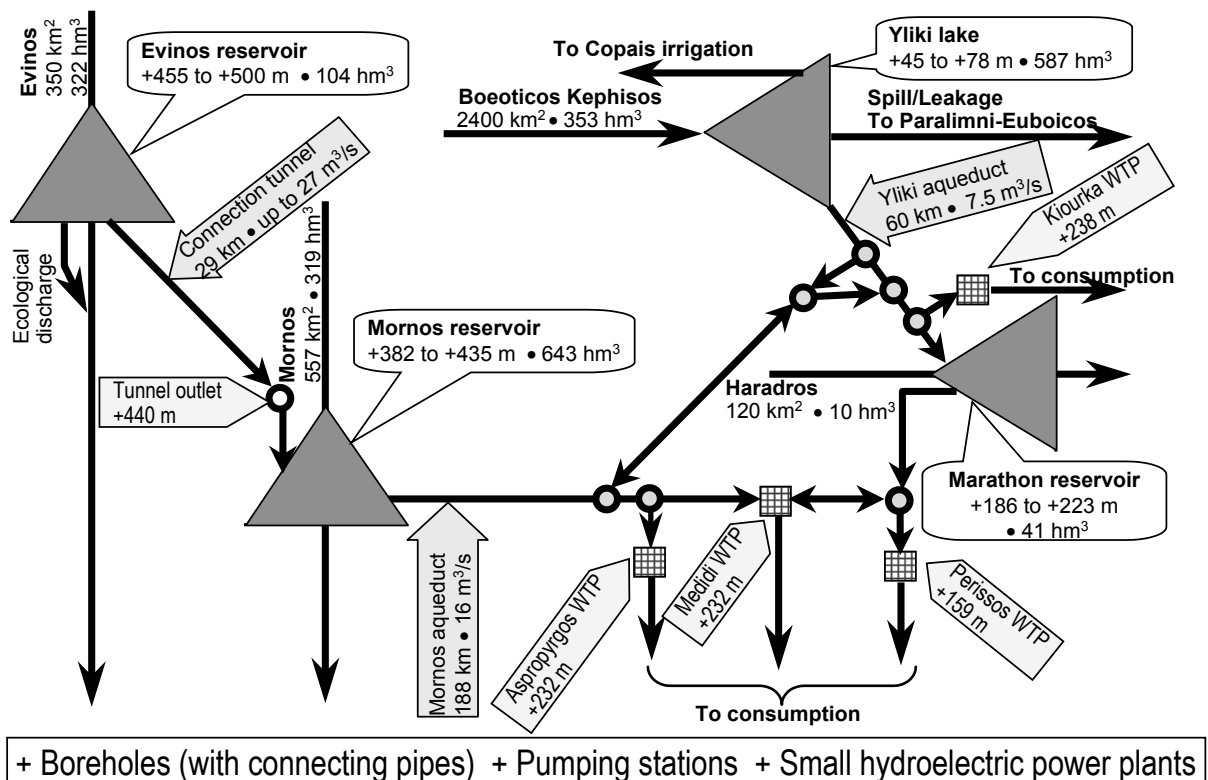 Evinos
350 km²
322 hm³
Evinos reservoir
+455 to +500 m • 104 hm³
Connection tunnel
29 km • up to 27 m³/s
Ecological
discharge
Tunnel outlet
+440 m
Mornos
557 km² • 319 hm³
Mornos reservoir
+382 to +435 m • 643 hm³
Mornos aqueduct
188 km • 16 m³/s
To Copais irrigation
Yliki lake
+45 to +78 m • 587 hm³
Boeoticos Kephisos
2400 km² • 353 hm³
Spill/Leakage
To Paralimni-Euboicos
Yliki aqueduct
60 km • 7.5 m³/s
Kiourka WTP
+238 m
To consumption
Haradros
120 km² • 10 hm³
Marathon reservoir
+186 to +223 m
• 41 hm³
Aspropyrgos WTP
+232 m
Medidi WTP
+232 m
Perissos WTP
+159 m
To consumption
+ Boreholes (with connecting pipes) + Pumping stations + Small hydroelectric power plants